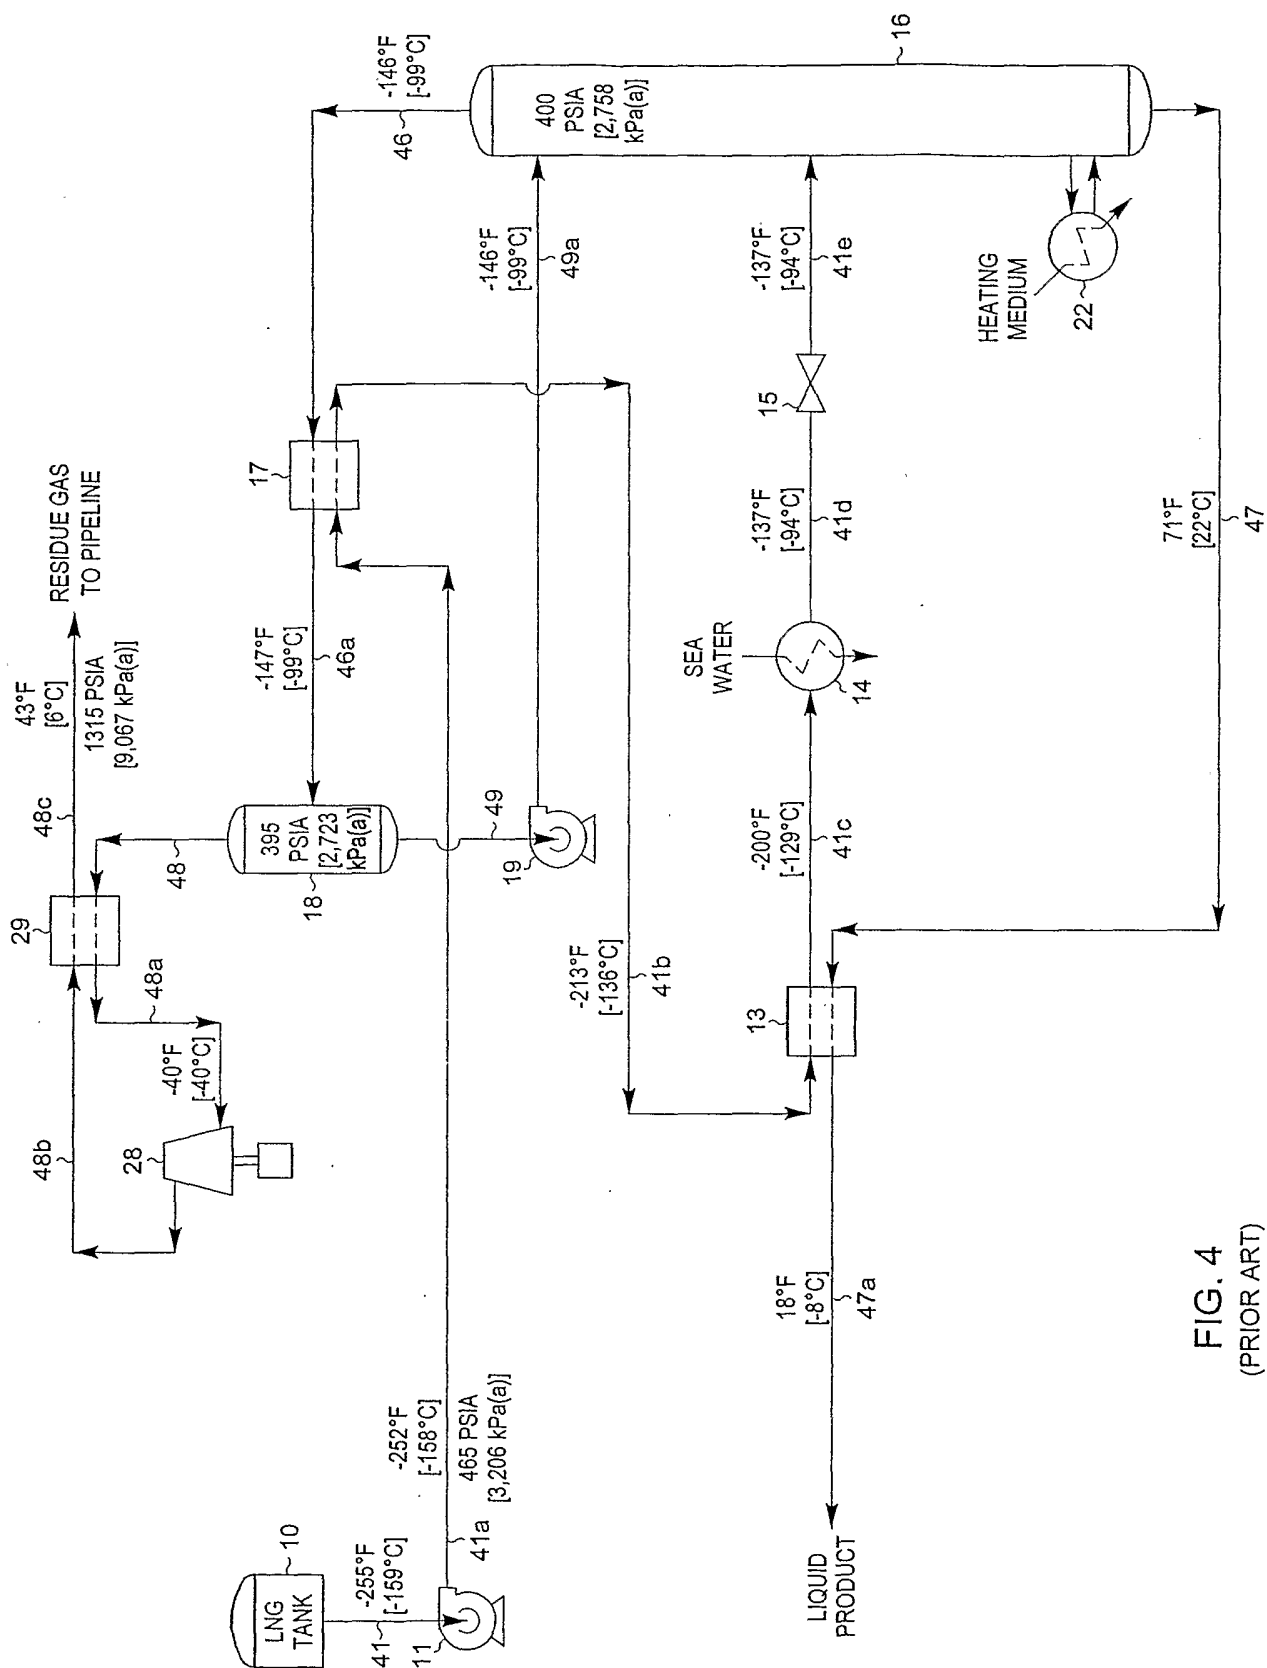 RESIDUE GAS
TO PIPELINE
43°F
[6°C]
1315 PSIA
[9,067 kPa(a)]
48c
48b
29
48
48a
-40°F
[-40°C]
28
395
PSIA
[2,723
kPa(a)]
18
-147°F
[-99°C]
46a
17
-146°F
[-99°C]
46
400
PSIA
[2,758
kPa(a)]
16
49
19
-146°F
[-99°C]
49a
LNG
TANK
10
-255°F
[-159°C]
41
11
-252°F
[-158°C]
41a
465 PSIA
[3,206 kPa(a)]
-213°F
[-136°C]
41b
13
-200°F
[-129°C]
41c
SEA
WATER
14
-137°F
[-94°C]
41d
15
-137°F
[-94°C]
41e
HEATING
MEDIUM
22
71°F
[22°C]
47
18°F
[-8°C]
47a
LIQUID
PRODUCT
FIG. 4
(PRIOR ART)